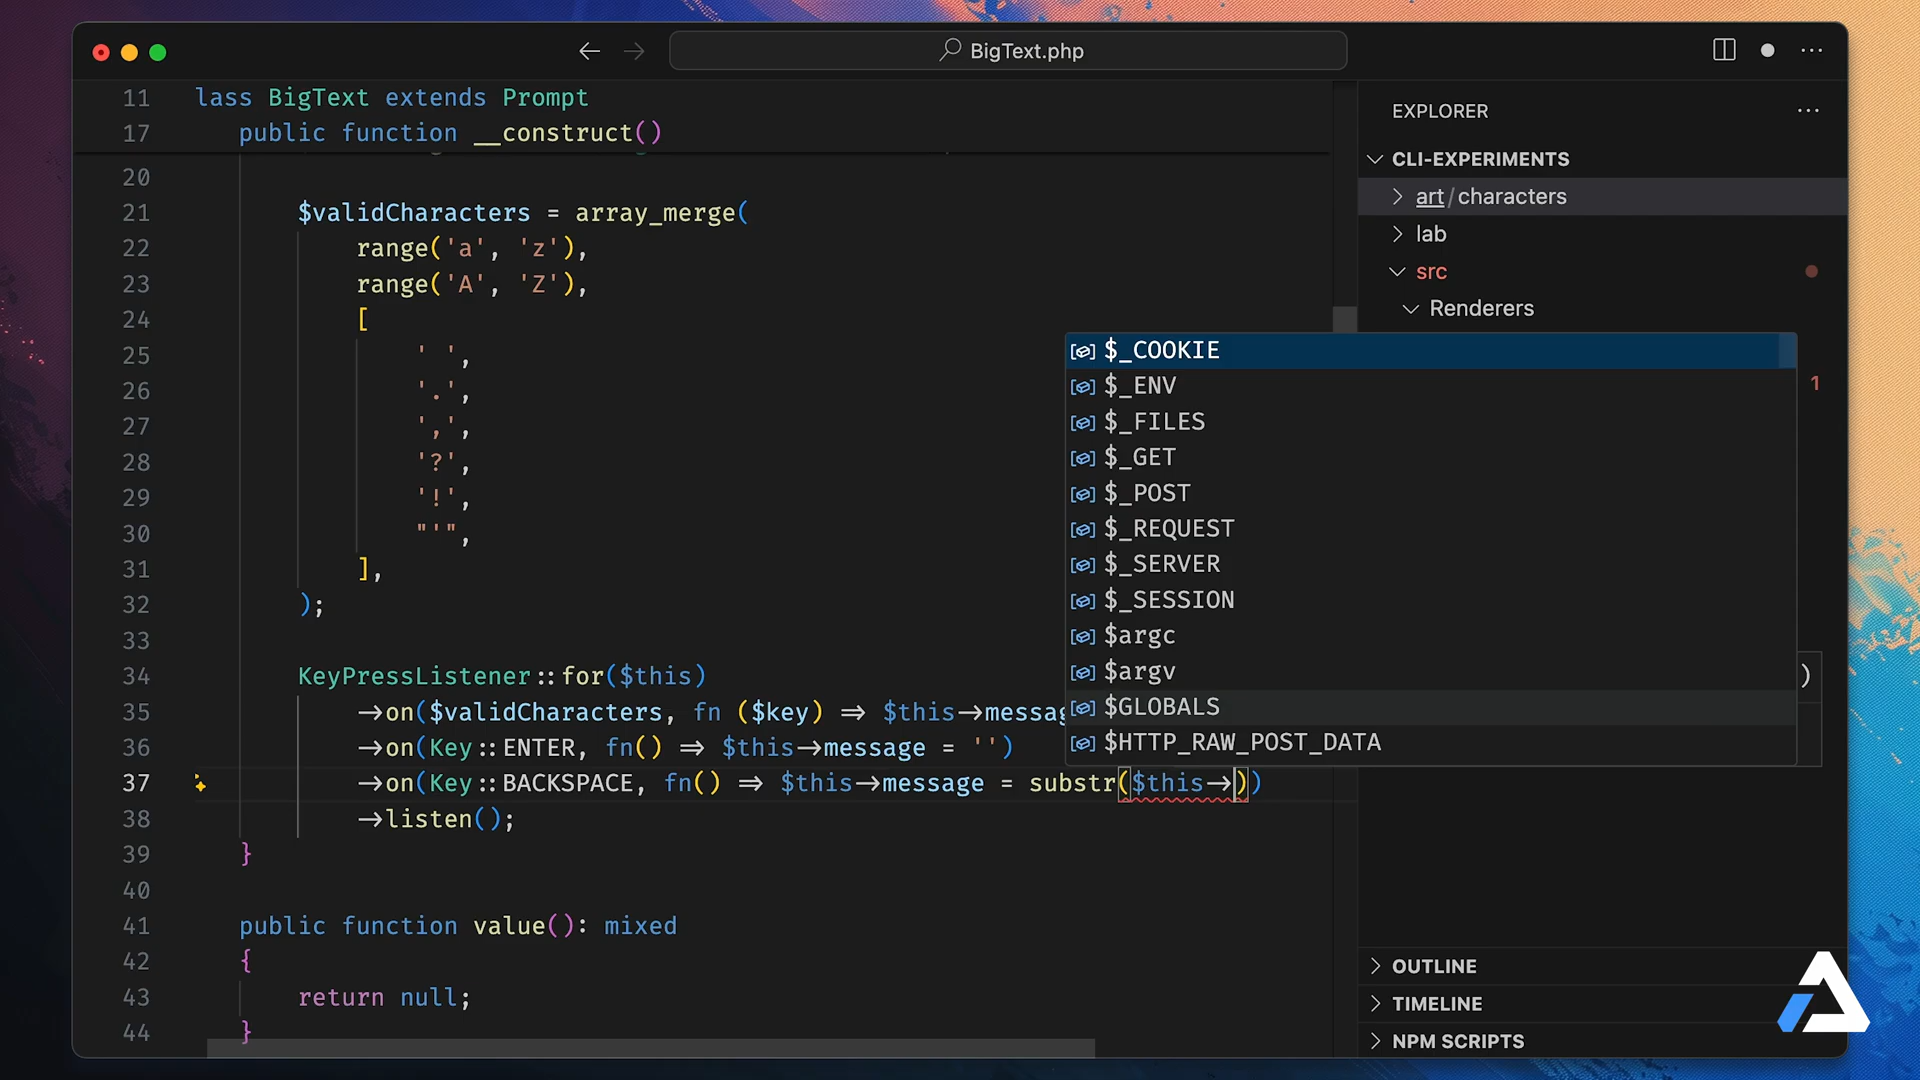 BigText.php
11 class BigText extends Prompt
17 public function __construct()
20
21 $validCharacters = array_merge(
22 range('a', 'z'),
23 range('A', 'Z'),
24 [
25 ' ',
26 '.',
27 ',',
28 '?',
29 '!',
30 "'",
31 ],
32 );
33
34 KeyPressListener::for($this)
35 ->on($validCharacters, fn ($key) => $this->messag
36 ->on(Key::ENTER, fn() => $this->message = '')
37 ->on(Key::BACKSPACE, fn() => $this->message = substr($this->))
38 ->listen();
39 }
40
41 public function value(): mixed
42 {
43 return null;
44 }
$_COOKIE
$_ENV
$_FILES
$_GET
$_POST
$_REQUEST
$_SERVER
$_SESSION
$argc
$argv
$GLOBALS
$HTTP_RAW_POST_DATA
)
EXPLORER
CLI-EXPERIMENTS
art/characters
lab
src
Renderers
1
OUTLINE
TIMELINE
NPM SCRIPTS